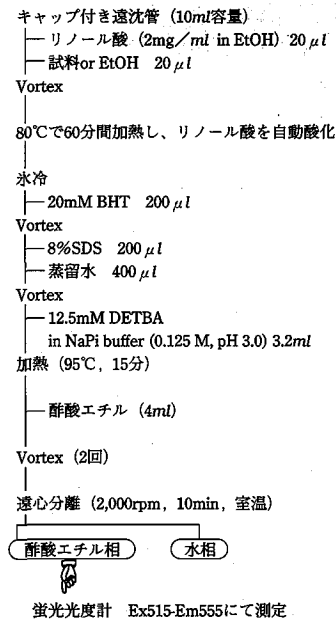 キャップ付き遠沈管 (10ml容量)
リノール酸 (2mg/ml in EtOH) 20μl
試料or EtOH 20μl
Vortex
80℃で60分間加熱し、リノール酸を自動酸化
氷冷
20mM BHT 200μl
Vortex
8%SDS 200μl
蒸留水 400μl
Vortex
12.5mM DETBA
in NaPi buffer (0.125 M, pH 3.0) 3.2ml
加熱 (95℃, 15分)
酢酸エチル (4ml)
Vortex (2回)
遠心分離 (2,000rpm, 10min, 室温)
酢酸エチル相 水相
蛍光光度計 Ex515-Em555にて測定